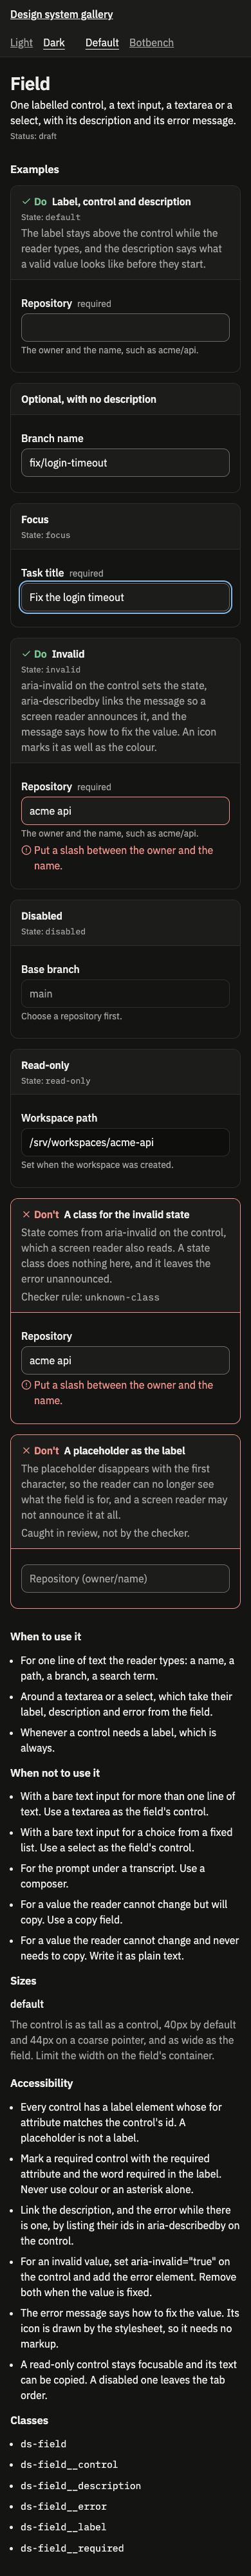 Design system gallery
Light Dark Default Botbench
Field
One labelled control, a text input, a textarea or a
select, with its description and its error message.
Status: draft
Examples
Do Label, control and description
State: default
The label stays above the control while the
reader types, and the description says what
a valid value looks like before they start.
Repository required
The owner and the name, such as acme/api.
Optional, with no description
Branch name
fix/login-timeout
Focus
State: focus
Task title required
Fix the login timeout
Do Invalid
State: invalid
aria-invalid on the control sets the state,
aria-describedby links the message so a
screen reader announces it, and the
message says how to fix the value. An icon
marks it as well as the colour.
Repository required
acme api
The owner and the name, such as acme/api.
Put a slash between the owner and the
name.
Disabled
State: disabled
Base branch
main
Choose a repository first.
Read-only
State: read-only
Workspace path
/srv/workspaces/acme-api
Set when the workspace was created.
Don't A class for the invalid state
State comes from aria-invalid on the control,
which a screen reader also reads. A state
class does nothing here, and it leaves the
error unannounced.
Checker rule: unknown-class
Repository
acme api
Put a slash between the owner and the
name.
Don't A placeholder as the label
The placeholder disappears with the first
character, so the reader can no longer see
what the field is for, and a screen reader may
not announce it at all.
Caught in review, not by the checker.
Repository (owner/name)
When to use it
• For one line of text the reader types: a name, a
path, a branch, a search term.
• Around a textarea or a select, which take their
label, description and error from the field.
• Whenever a control needs a label, which is
always.
When not to use it
• With a bare text input for more than one line of
text. Use a textarea as the field's control.
• With a bare text input for a choice from a fixed
list. Use a select as the field's control.
• For the prompt under a transcript. Use a
composer.
• For a value the reader cannot change but will
copy. Use a copy field.
• For a value the reader cannot change and never
needs to copy. Write it as plain text.
Sizes
default
The control is as tall as a control, 40px by default
and 44px on a coarse pointer, and as wide as the
field. Limit the width on the field's container.
Accessibility
• Every control has a label element whose for
attribute matches the control's id. A
placeholder is not a label.
• Mark a required control with the required
attribute and the word required in the label.
Never use colour or an asterisk alone.
• Link the description, and the error while there
is one, by listing their ids in aria-describedby on
the control.
• For an invalid value, set aria-invalid="true" on
the control and add the error element. Remove
both when the value is fixed.
• The error message says how to fix the value. Its
icon is drawn by the stylesheet, so it needs no
markup.
• A read-only control stays focusable and its text
can be copied. A disabled one leaves the tab
order.
Classes
• ds-field
• ds-field__control
• ds-field__description
• ds-field__error
• ds-field__label
• ds-field__required